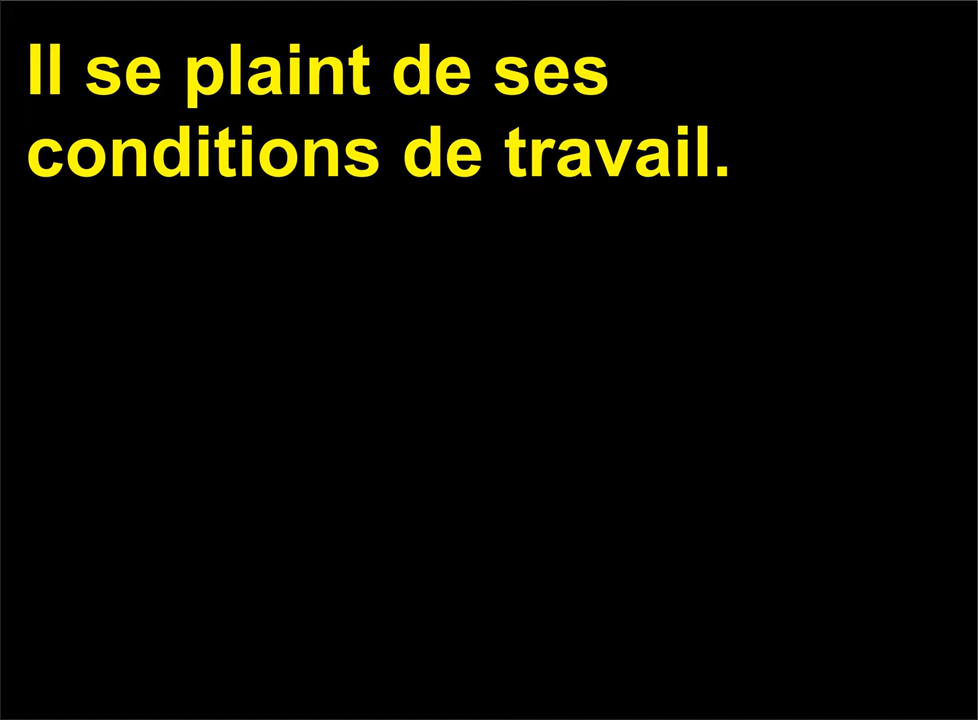 Il se plaint de ses
conditions de travail.